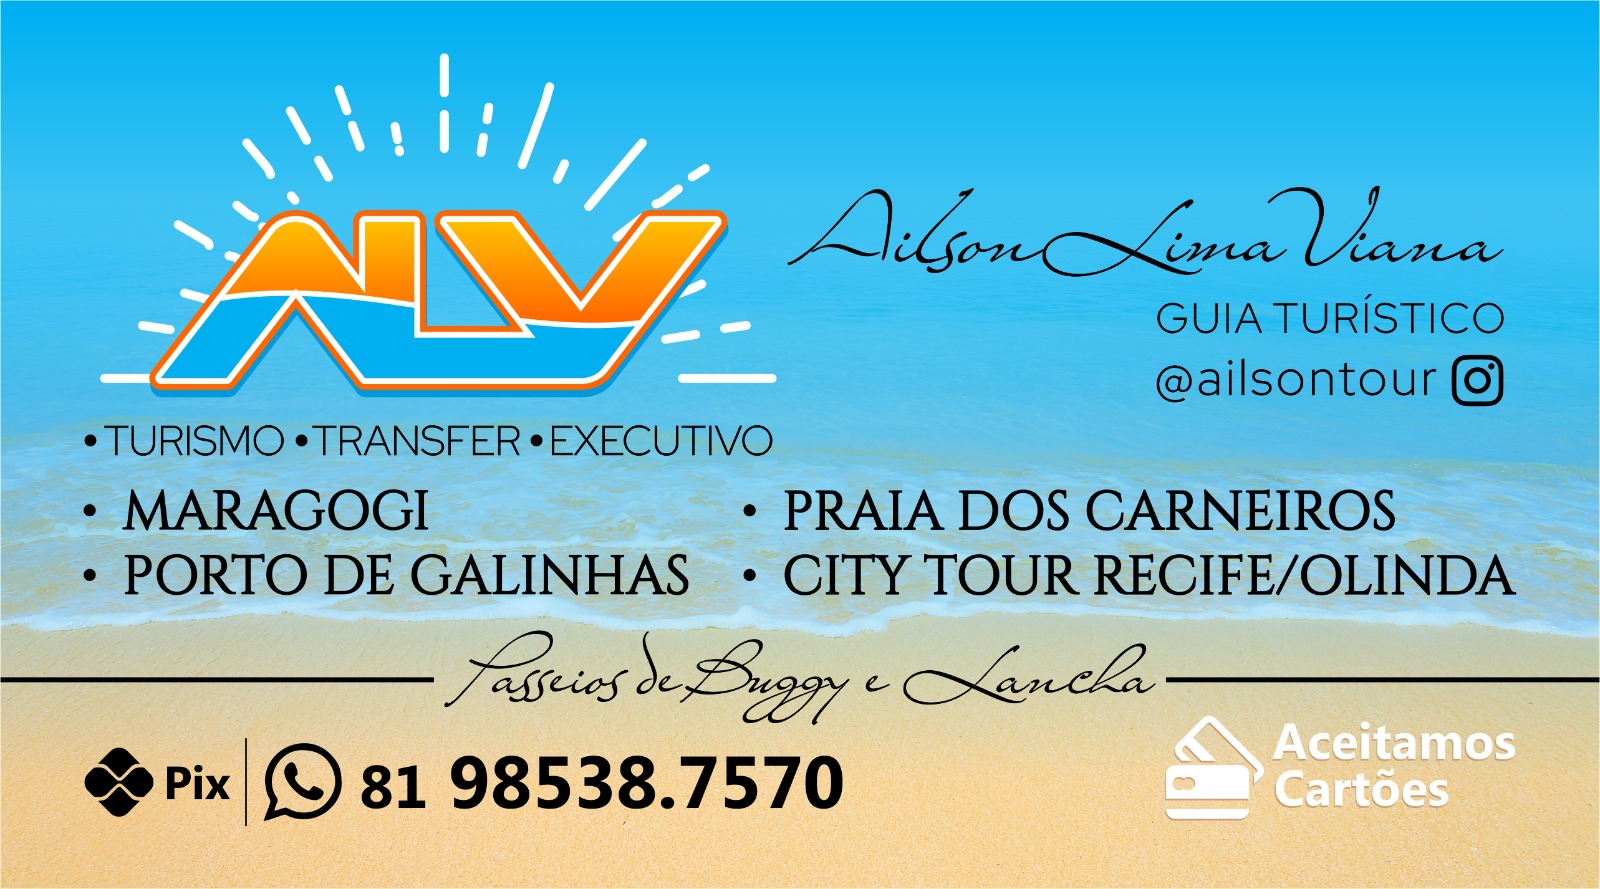 ALV
Ailson Lima Viana
GUIA TURÍSTICO
@ailsontour
•TURISMO •TRANSFER •EXECUTIVO
• MARAGOGI
• PORTO DE GALINHAS
• PRAIA DOS CARNEIROS
• CITY TOUR RECIFE/OLINDA
Passeios de Buggy e Lancha
Pix
81 98538.7570
Aceitamos
Cartões